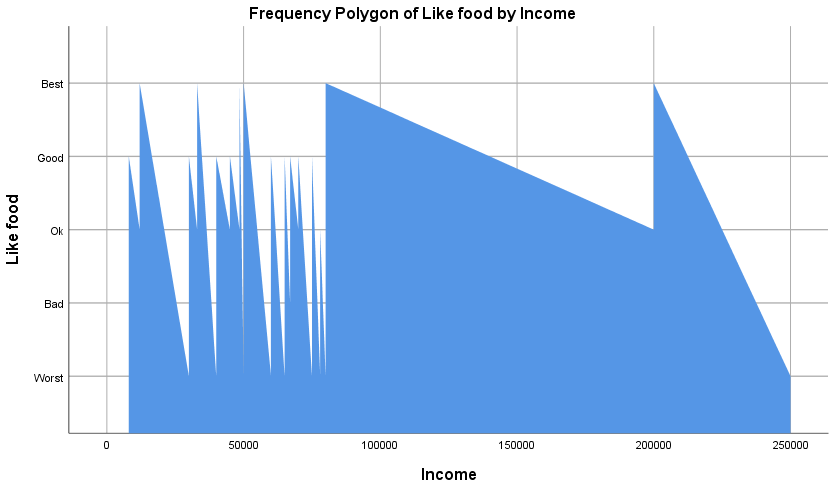 Frequency Polygon of Like food by Income
Like food
Best
Good
Ok
Bad
Worst
0 50000 100000 150000 200000 250000
Income